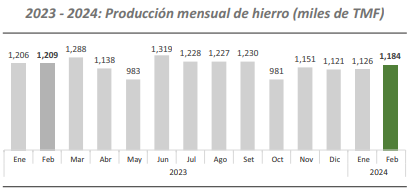 2023 - 2024: Producción mensual de hierro (miles de TMF)
1,206 1,209 1,288 1,138 983 1,319 1,228 1,227 1,230 981 1,151 1,121 1,126 1,184
Ene Feb Mar Abr May Jun Jul Ago Set Oct Nov Dic Ene Feb
2023 2024